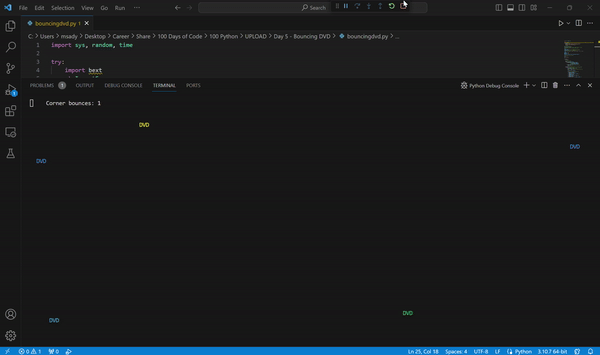 File Edit Selection View Go Run ··· Search
bouncingdvd.py 1
C: > Users > msady > Desktop > Career > Share > 100 Days of Code > 100 Python > UPLOAD > Day 5 - Bouncing DVD > bouncingdvd.py > ...
1 import sys, random, time
2
3 try:
4 import bext
PROBLEMS 1 OUTPUT DEBUG CONSOLE TERMINAL PORTS Python Debug Console
Corner bounces: 1
DVD
DVD
DVD
DVD
DVD
0 1 0 Ln 25, Col 18 Spaces: 4 UTF-8 LF Python 3.10.7 64-bit